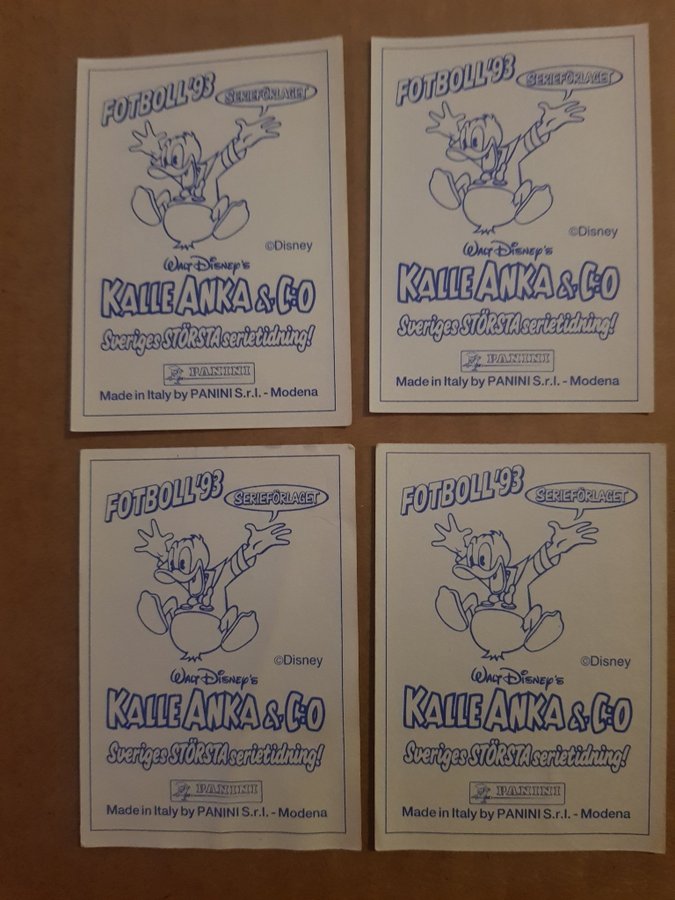 FOTBOLL'93
SERIEFÖRLAGET
©Disney
WALT DISNEY'S
KALLE ANKA & C:O
Sveriges STÖRSTA serietidning!
PANINI
Made in Italy by PANINI S.r.l. - Modena
FOTBOLL'93
SERIEFÖRLAGET
©Disney
WALT DISNEY'S
KALLE ANKA & C:O
Sveriges STÖRSTA serietidning!
PANINI
Made in Italy by PANINI S.r.l. - Modena
FOTBOLL'93
SERIEFÖRLAGET
©Disney
WALT DISNEY'S
KALLE ANKA & C:O
Sveriges STÖRSTA serietidning!
PANINI
Made in Italy by PANINI S.r.l. - Modena
FOTBOLL'93
SERIEFÖRLAGET
©Disney
WALT DISNEY'S
KALLE ANKA & C:O
Sveriges STÖRSTA serietidning!
PANINI
Made in Italy by PANINI S.r.l. - Modena